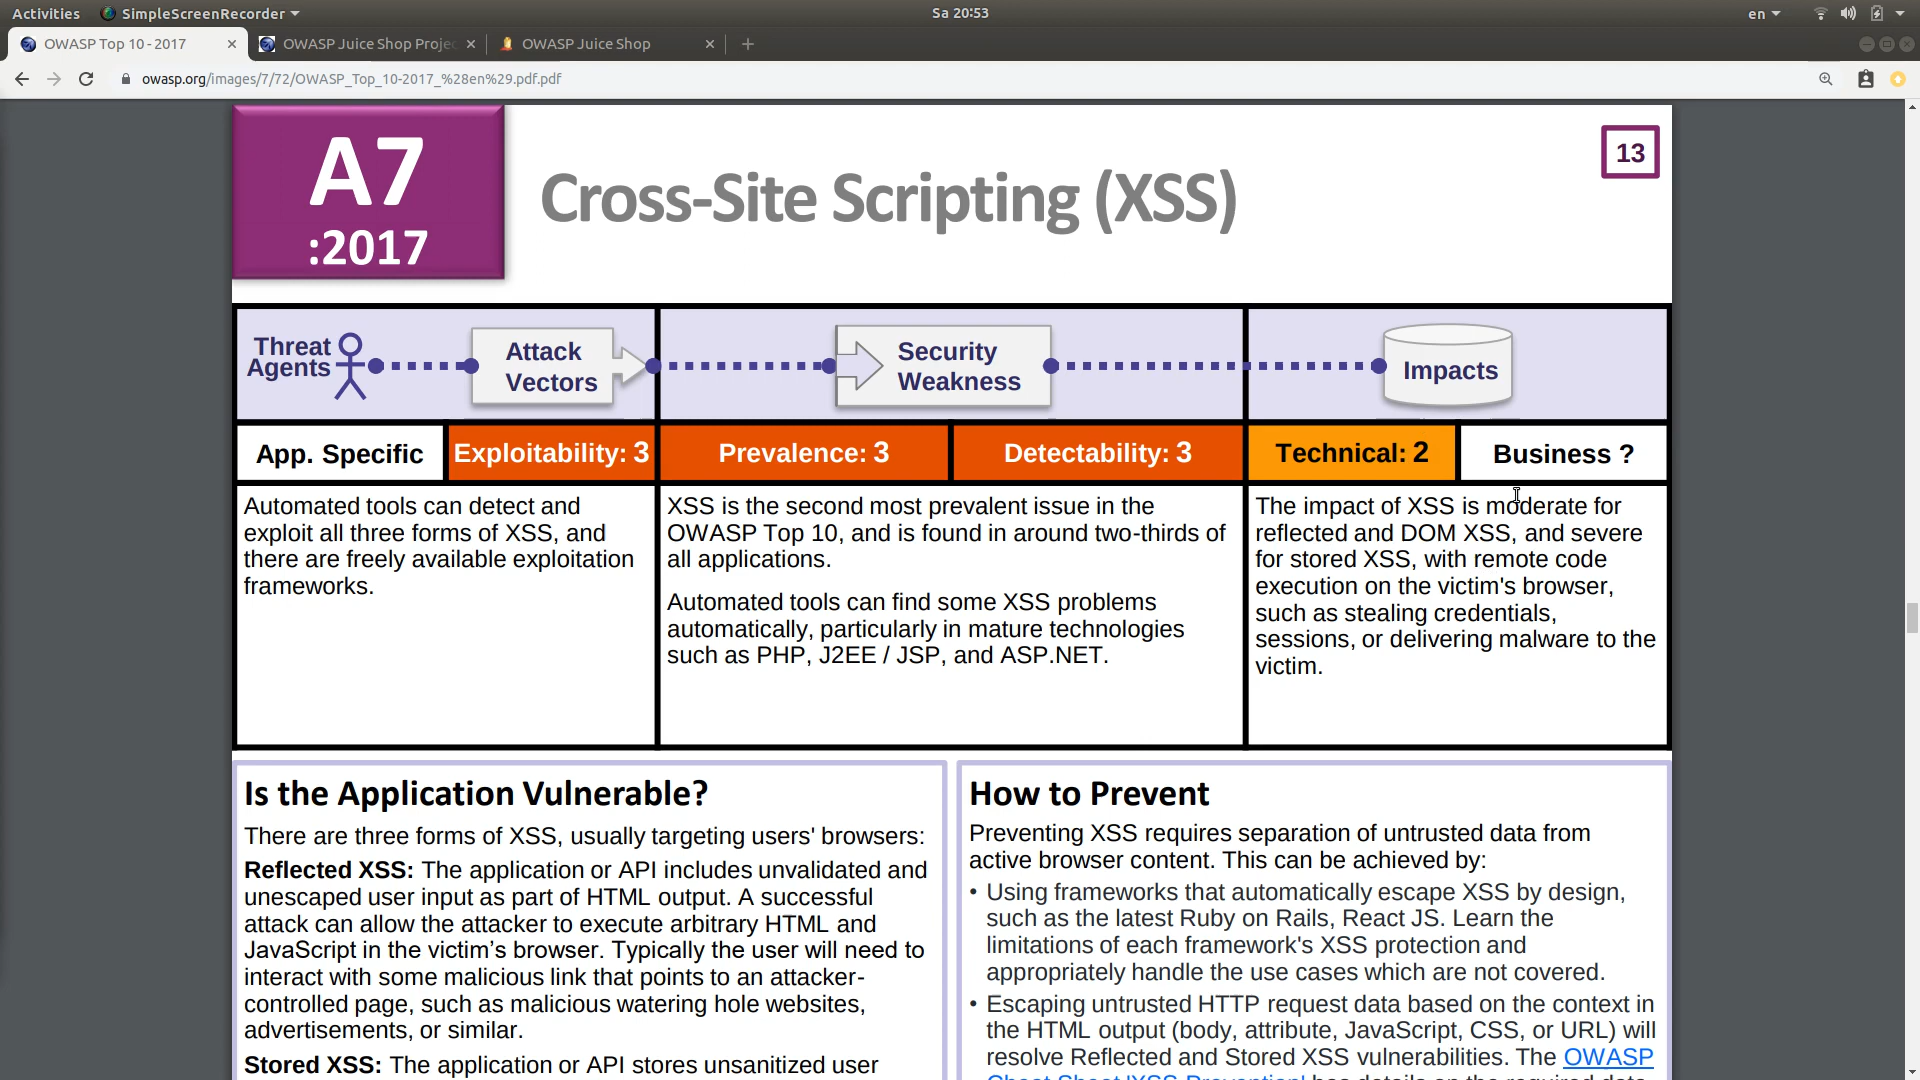 Activities SimpleScreenRecorder Sa 20:53 en
OWASP Top 10 - 2017 OWASP Juice Shop Projec OWASP Juice Shop
owasp.org/images/7/72/OWASP_Top_10-2017_%28en%29.pdf.pdf
A7
:2017
Cross-Site Scripting (XSS)
13
Threat
Agents
Attack
Vectors
Security
Weakness
Impacts
App. Specific Exploitability: 3 Prevalence: 3 Detectability: 3 Technical: 2 Business ?
Automated tools can detect and
exploit all three forms of XSS, and
there are freely available exploitation
frameworks.
XSS is the second most prevalent issue in the
OWASP Top 10, and is found in around two-thirds of
all applications.
Automated tools can find some XSS problems
automatically, particularly in mature technologies
such as PHP, J2EE / JSP, and ASP.NET.
The impact of XSS is moderate for
reflected and DOM XSS, and severe
for stored XSS, with remote code
execution on the victim's browser,
such as stealing credentials,
sessions, or delivering malware to the
victim.
Is the Application Vulnerable?
There are three forms of XSS, usually targeting users' browsers:
Reflected XSS: The application or API includes unvalidated and
unescaped user input as part of HTML output. A successful
attack can allow the attacker to execute arbitrary HTML and
JavaScript in the victim’s browser. Typically the user will need to
interact with some malicious link that points to an attacker-
controlled page, such as malicious watering hole websites,
advertisements, or similar.
Stored XSS: The application or API stores unsanitized user
How to Prevent
Preventing XSS requires separation of untrusted data from
active browser content. This can be achieved by:
• Using frameworks that automatically escape XSS by design,
such as the latest Ruby on Rails, React JS. Learn the
limitations of each framework's XSS protection and
appropriately handle the use cases which are not covered.
• Escaping untrusted HTTP request data based on the context in
the HTML output (body, attribute, JavaScript, CSS, or URL) will
resolve Reflected and Stored XSS vulnerabilities. The OWASP